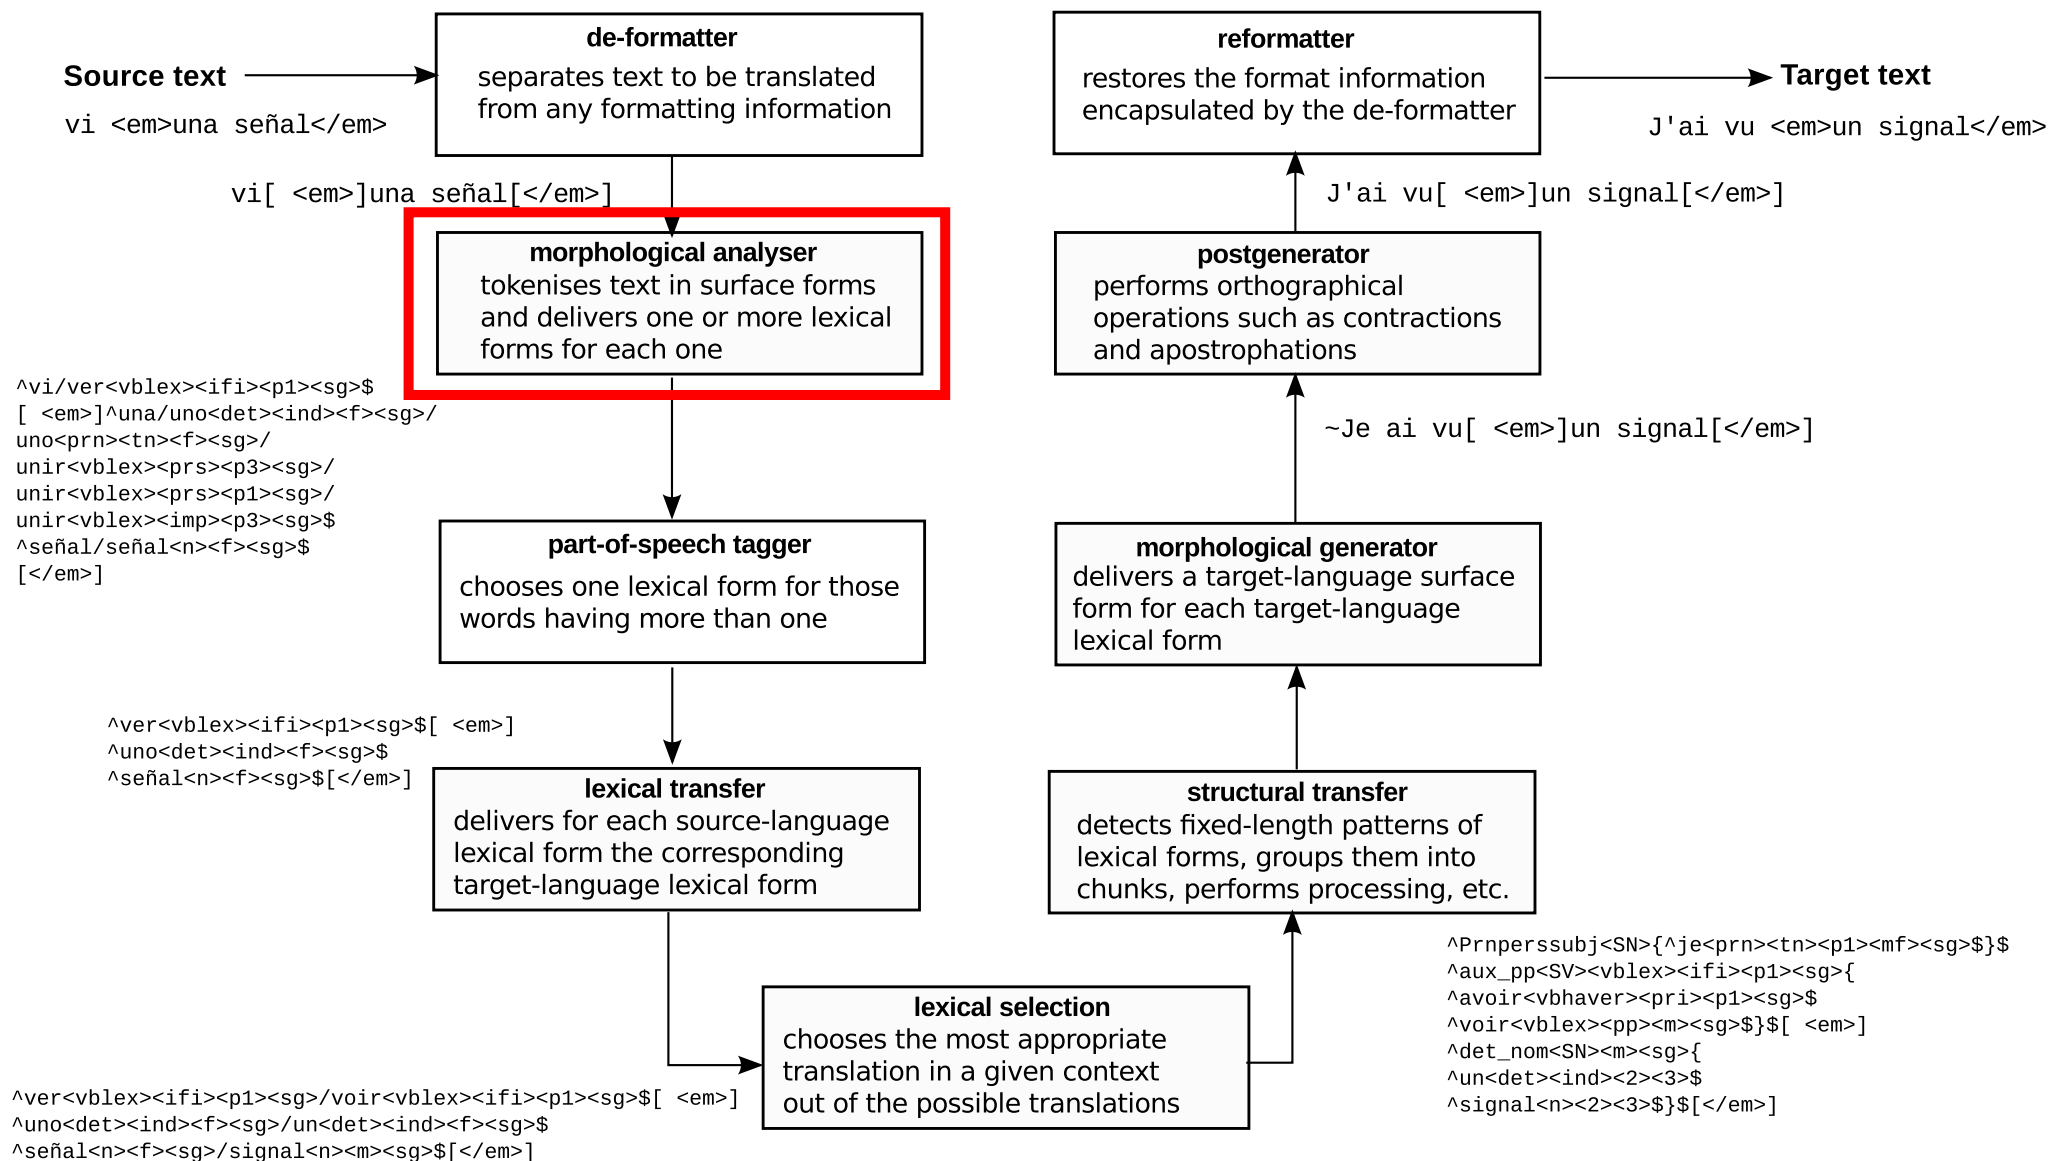 Source text
vi <em>una señal</em>
de-formatter
separates text to be translated
from any formatting information
vi[ <em>]una señal[</em>]
morphological analyser
tokenises text in surface forms
and delivers one or more lexical
forms for each one
^vi/ver<vblex><ifi><p1><sg>$
[ <em>]^una/uno<det><ind><f><sg>/
uno<prn><tn><f><sg>/
unir<vblex><prs><p3><sg>/
unir<vblex><prs><p1><sg>/
unir<vblex><imp><p3><sg>$
^señal/señal<n><f><sg>$
[</em>]
part-of-speech tagger
chooses one lexical form for those
words having more than one
^ver<vblex><ifi><p1><sg>$[ <em>]
^uno<det><ind><f><sg>$
^señal<n><f><sg>$[</em>]
lexical transfer
delivers for each source-language
lexical form the corresponding
target-language lexical form
^ver<vblex><ifi><p1><sg>/voir<vblex><ifi><p1><sg>$[ <em>]
^uno<det><ind><f><sg>/un<det><ind><f><sg>$
^señal<n><f><sg>/signal<n><m><sg>$[</em>]
lexical selection
chooses the most appropriate
translation in a given context
out of the possible translations
structural transfer
detects fixed-length patterns of
lexical forms, groups them into
chunks, performs processing, etc.
^Prnperssubj<SN>{^je<prn><tn><p1><mf><sg>$}$
^aux_pp<SV><vblex><ifi><p1><sg>{
^avoir<vbhaver><pri><p1><sg>$
^voir<vblex><pp><m><sg>$}$[ <em>]
^det_nom<SN><m><sg>{
^un<det><ind><2><3>$
^signal<n><2><3>$}$[</em>]
morphological generator
delivers a target-language surface
form for each target-language
lexical form
~Je ai vu[ <em>]un signal[</em>]
postgenerator
performs orthographical
operations such as contractions
and apostrophations
J'ai vu[ <em>]un signal[</em>]
reformatter
restores the format information
encapsulated by the de-formatter
Target text
J'ai vu <em>un signal</em>